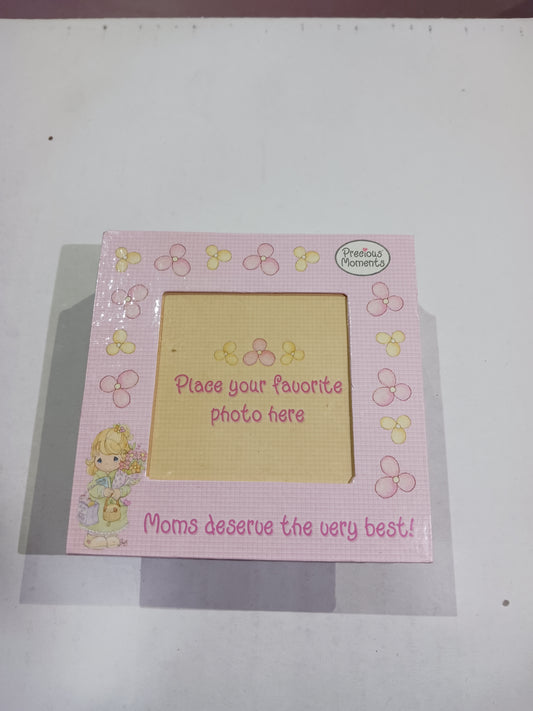 Precious
Moments
Place your favorite
photo here
Moms deserve the very best!